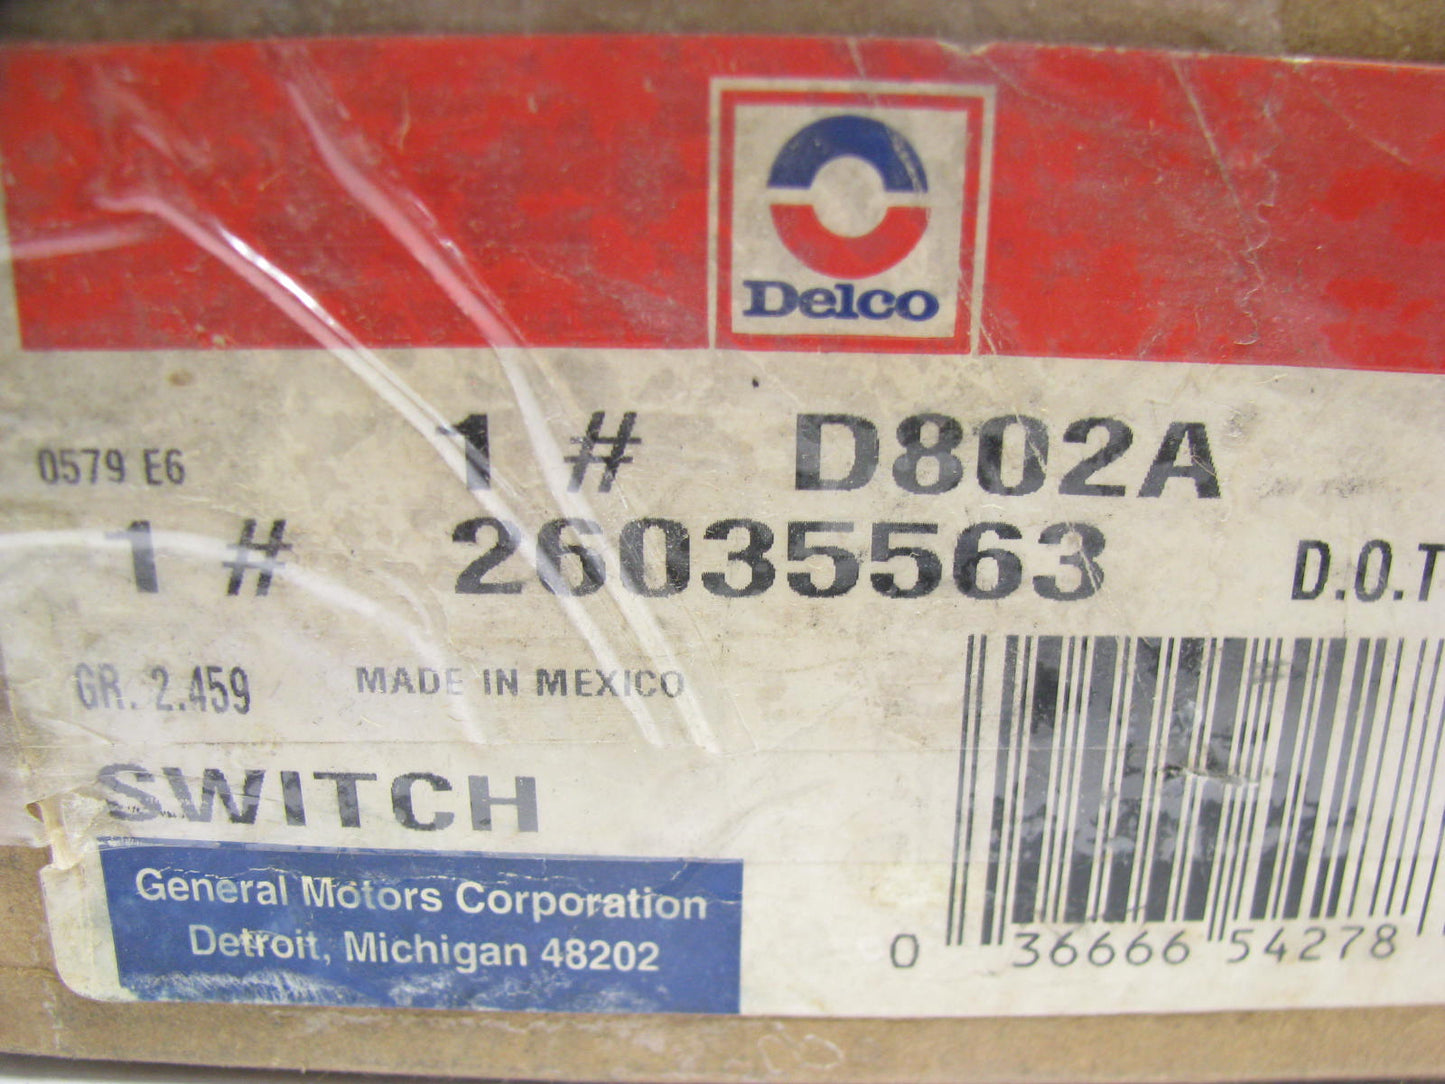 Delco
1 # D802A
0579 E6
1 # 26035563
D.O.T
GR. 2.459
MADE IN MEXICO
SWITCH
General Motors Corporation
Detroit, Michigan 48202
0 36666 54278